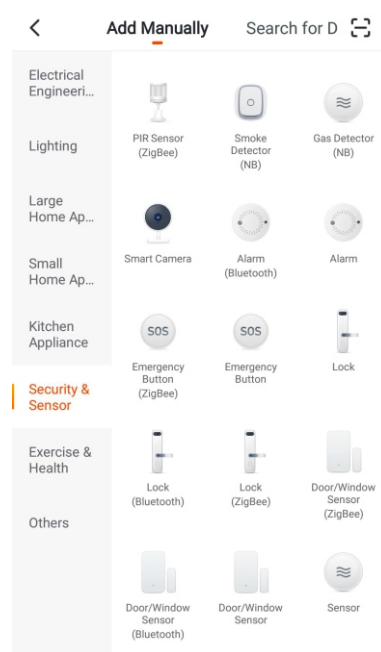 Add Manually
Search for D
Electrical
Engineeri...
Lighting
Large
Home Ap...
Small
Home Ap...
Kitchen
Appliance
Security &
Sensor
Exercise &
Health
Others
PIR Sensor
(ZigBee)
Smoke
Detector
(NB)
Gas Detector
(NB)
Smart Camera
Alarm
(Bluetooth)
Alarm
SOS
Emergency
Button
(ZigBee)
SOS
Emergency
Button
Lock
Lock
(Bluetooth)
Lock
(ZigBee)
Door/Window
Sensor
(ZigBee)
Door/Window
Sensor
(Bluetooth)
Door/Window
Sensor
Sensor